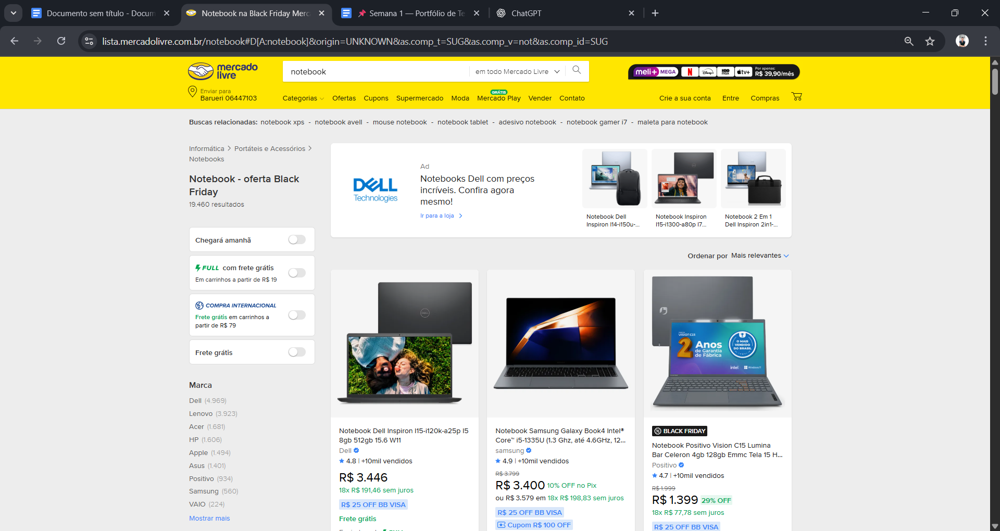 Documento sem título - Docum
Notebook na Black Friday Merc
Semana 1 — Portfólio de Te
ChatGPT
lista.mercadolivre.com.br/notebook#D[A:notebook]&origin=UNKNOWN&as.comp_t=SUG&as.comp_v=not&as.comp_id=SUG
mercado
livre
notebook
em todo Mercado Livre
meli+ MEGA
N
Disney+
HBO
max
tv+
Por apenas:
R$ 39,90/mês
Enviar para
Barueri 06447103
Categorias
Ofertas
Cupons
Supermercado
Moda
GRÁTIS
Mercado Play
Vender
Contato
Crie a sua conta
Entre
Compras
Buscas relacionadas: notebook xps - notebook avell - mouse notebook - notebook tablet - adesivo notebook - notebook gamer i7 - maleta para notebook
Informática > Portáteis e Acessórios >
Notebooks
Notebook - oferta Black
Friday
19.460 resultados
Chegará amanhã
FULL com frete grátis
Em carrinhos a partir de R$ 19
COMPRA INTERNACIONAL
Frete grátis em carrinhos a
partir de R$ 79
Frete grátis
Marca
Dell (4.969)
Lenovo (3.923)
Acer (1.681)
HP (1.606)
Apple (1.494)
Asus (1.401)
Positivo (934)
Samsung (560)
VAIO (224)
Mostrar mais
DELL
Technologies
Ad
Notebooks Dell com preços
incríveis. Confira agora
mesmo!
Ir para a loja
Notebook Dell
Inspiron I14-i150u-...
Notebook Inspiron
I15-i1300-a80p I7...
Notebook 2 Em 1
Dell Inspiron 2in1-...
Ordenar por Mais relevantes
DELL
Notebook Dell Inspiron I15-i120k-a25p I5
8gb 512gb 15.6 W11
Dell
4.8 | +10mil vendidos
R$ 3.446
18x R$ 191,46 sem juros
R$ 25 OFF BB VISA
Frete grátis
Notebook Samsung Galaxy Book4 Intel®
Core™ i5-1335U (1.3 Ghz, até 4.6GHz, 12...
samsung
4.9 | +10mil vendidos
R$ 3.799
R$ 3.400 10% OFF no Pix
ou R$ 3.579 em 18x R$ 198,83 sem juros
R$ 25 OFF BB VISA
Cupom R$ 100 OFF
VISION C15
2 Anos
de Garantia
de Fábrica
O MAIS
VENDIDO
DO BRASIL
intel
Windows 11
BLACK FRIDAY
Notebook Positivo Vision C15 Lumina
Bar Celeron 4gb 128gb Emmc Tela 15 H...
Positivo
4.7 | +10mil vendidos
R$ 1.999
R$ 1.399 29% OFF
18x R$ 77,78 sem juros
R$ 25 OFF BB VISA